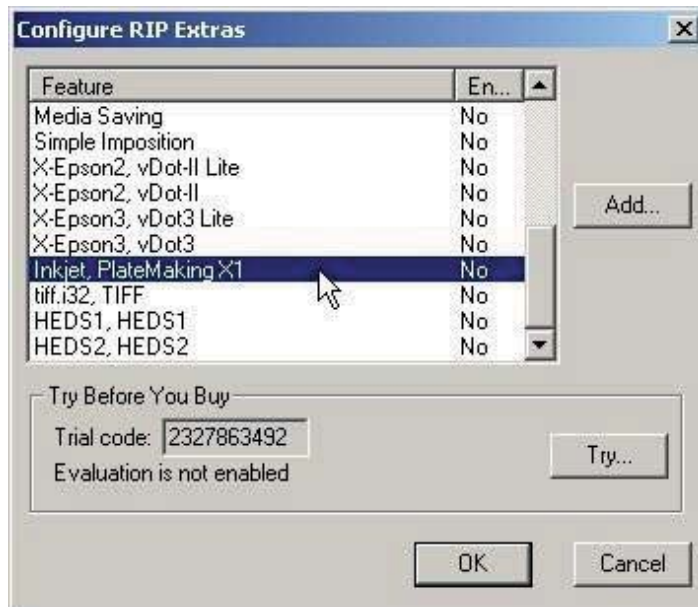 Configure RIP Extras
Feature En...
Media Saving No
Simple Imposition No
X-Epson2, vDot-II Lite No
X-Epson2, vDot-II No
X-Epson3, vDot3 Lite No
X-Epson3, vDot3 No
Inkjet, PlateMaking X1 No
tiff.i32, TIFF No
HEDS1, HEDS1 No
HEDS2, HEDS2 No
Add...
Try Before You Buy
Trial code: 2327863492
Evaluation is not enabled
Try...
OK Cancel